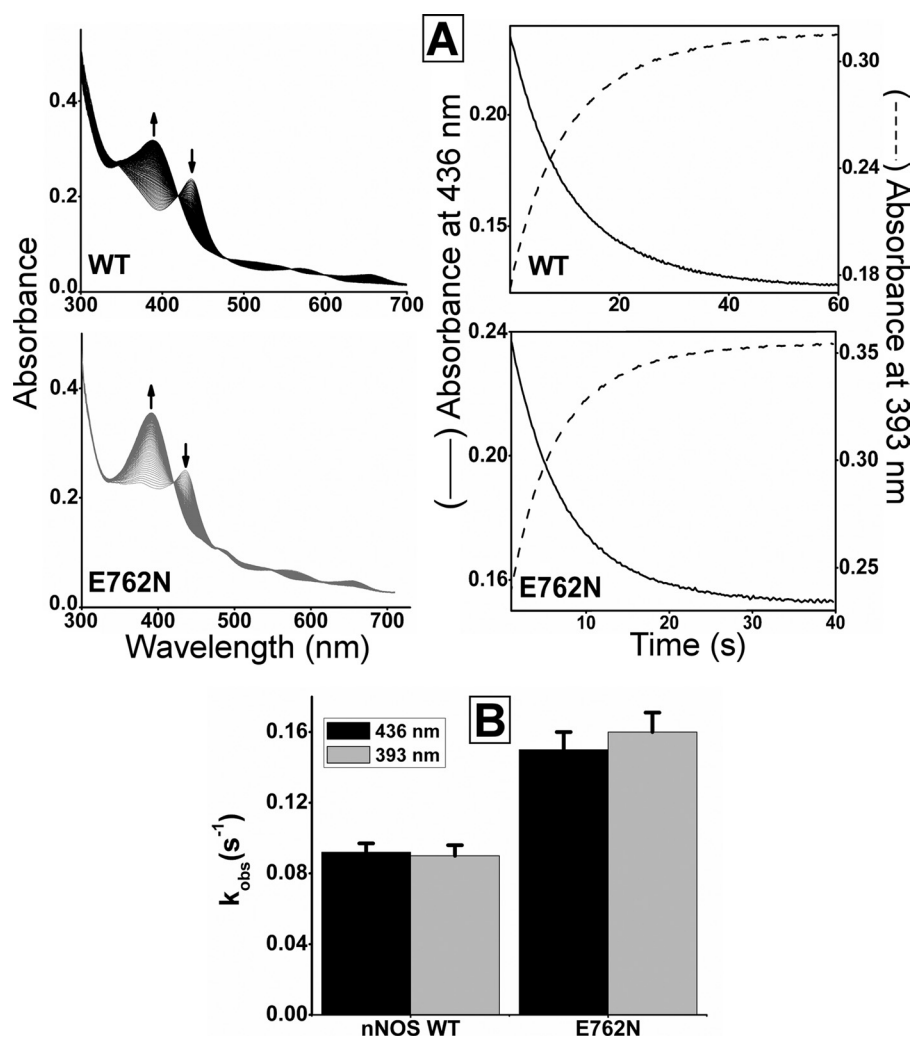 A
Absorbance
0.4
0.2
0.0
WT
300 400 500 600 700
0.4
0.2
0.0
E762N
300 400 500 600 700
Wavelength (nm)
(——) Absorbance at 436 nm
0.20
0.15
WT
20 40 60
0.30
0.24
0.18
(-----) Absorbance at 393 nm
0.24
0.20
0.16
E762N
10 20 30 40
0.35
0.30
0.25
Time (s)
B
436 nm
393 nm
kobs(s-1)
0.16
0.12
0.08
0.04
0.00
nNOS WT E762N